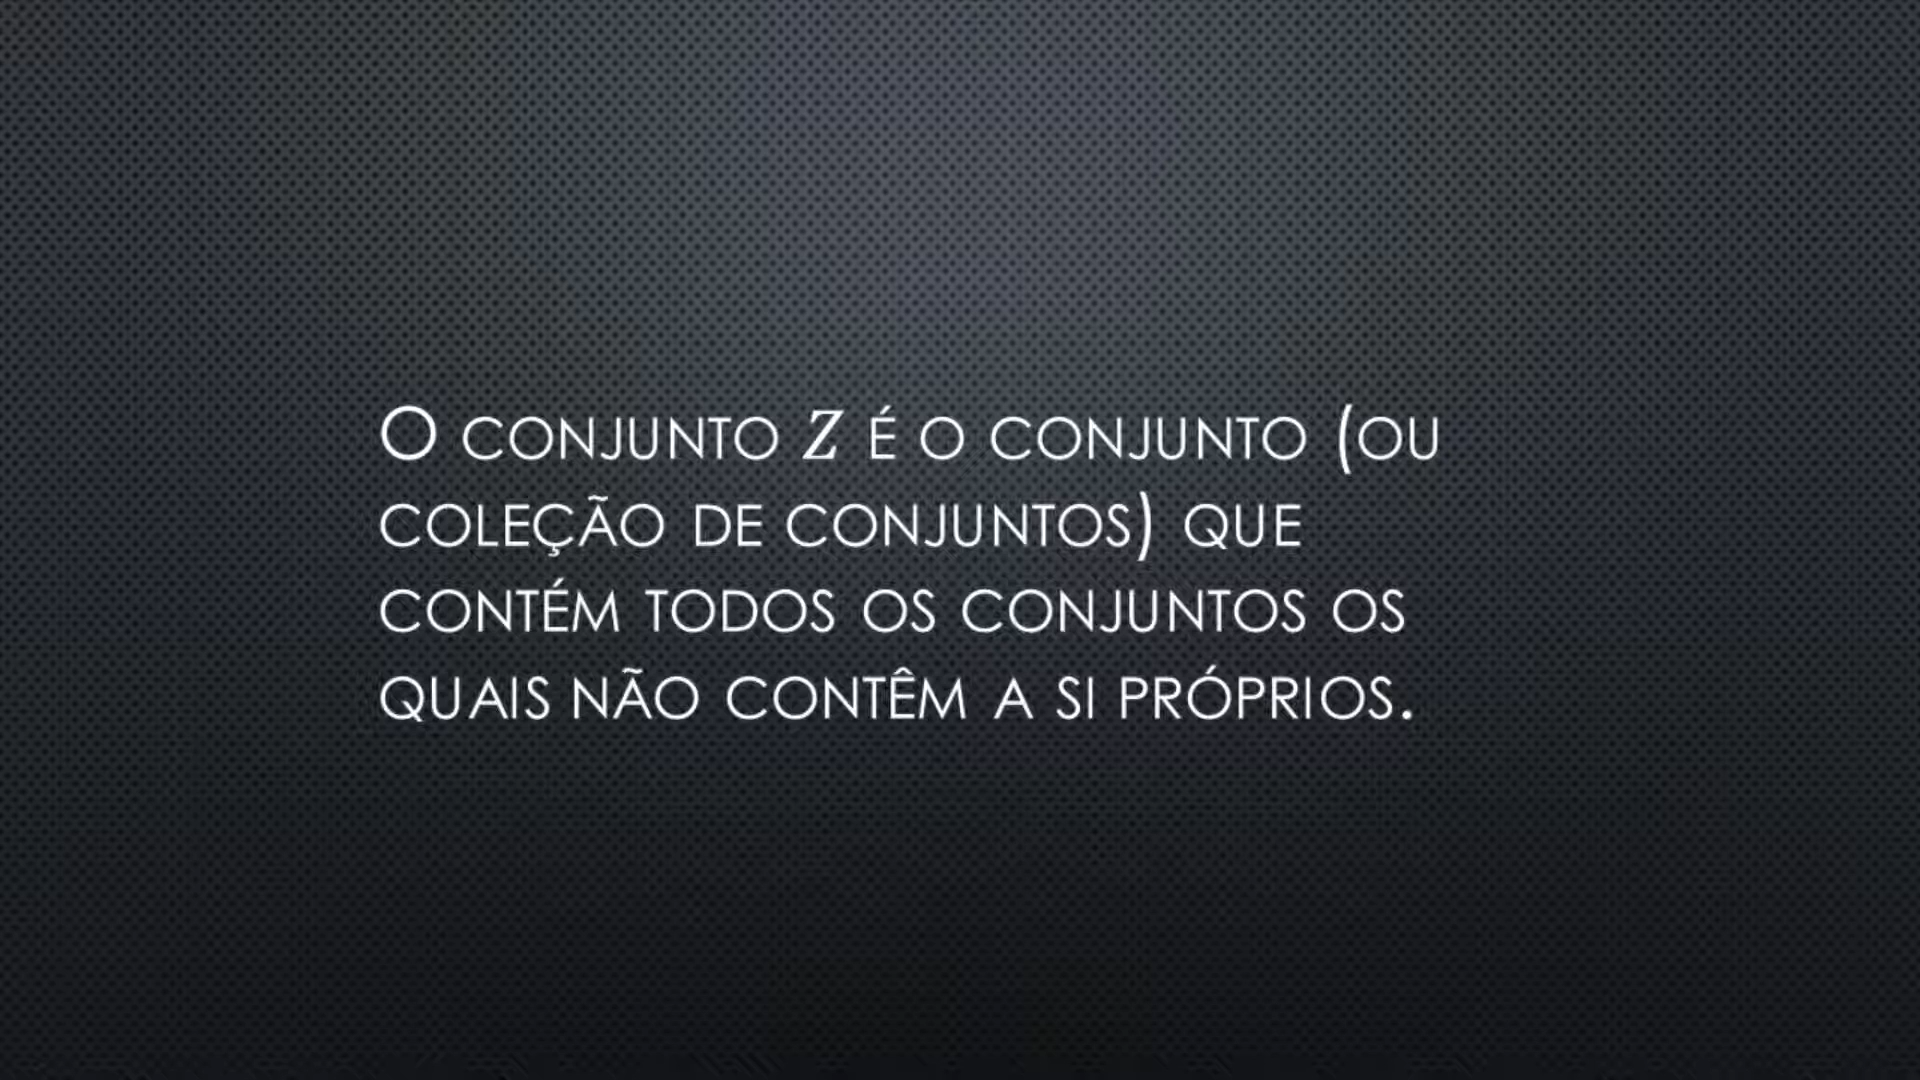 O CONJUNTO Z É O CONJUNTO (OU
COLEÇÃO DE CONJUNTOS) QUE
CONTÉM TODOS OS CONJUNTOS OS
QUAIS NÃO CONTÊM A SI PRÓPRIOS.